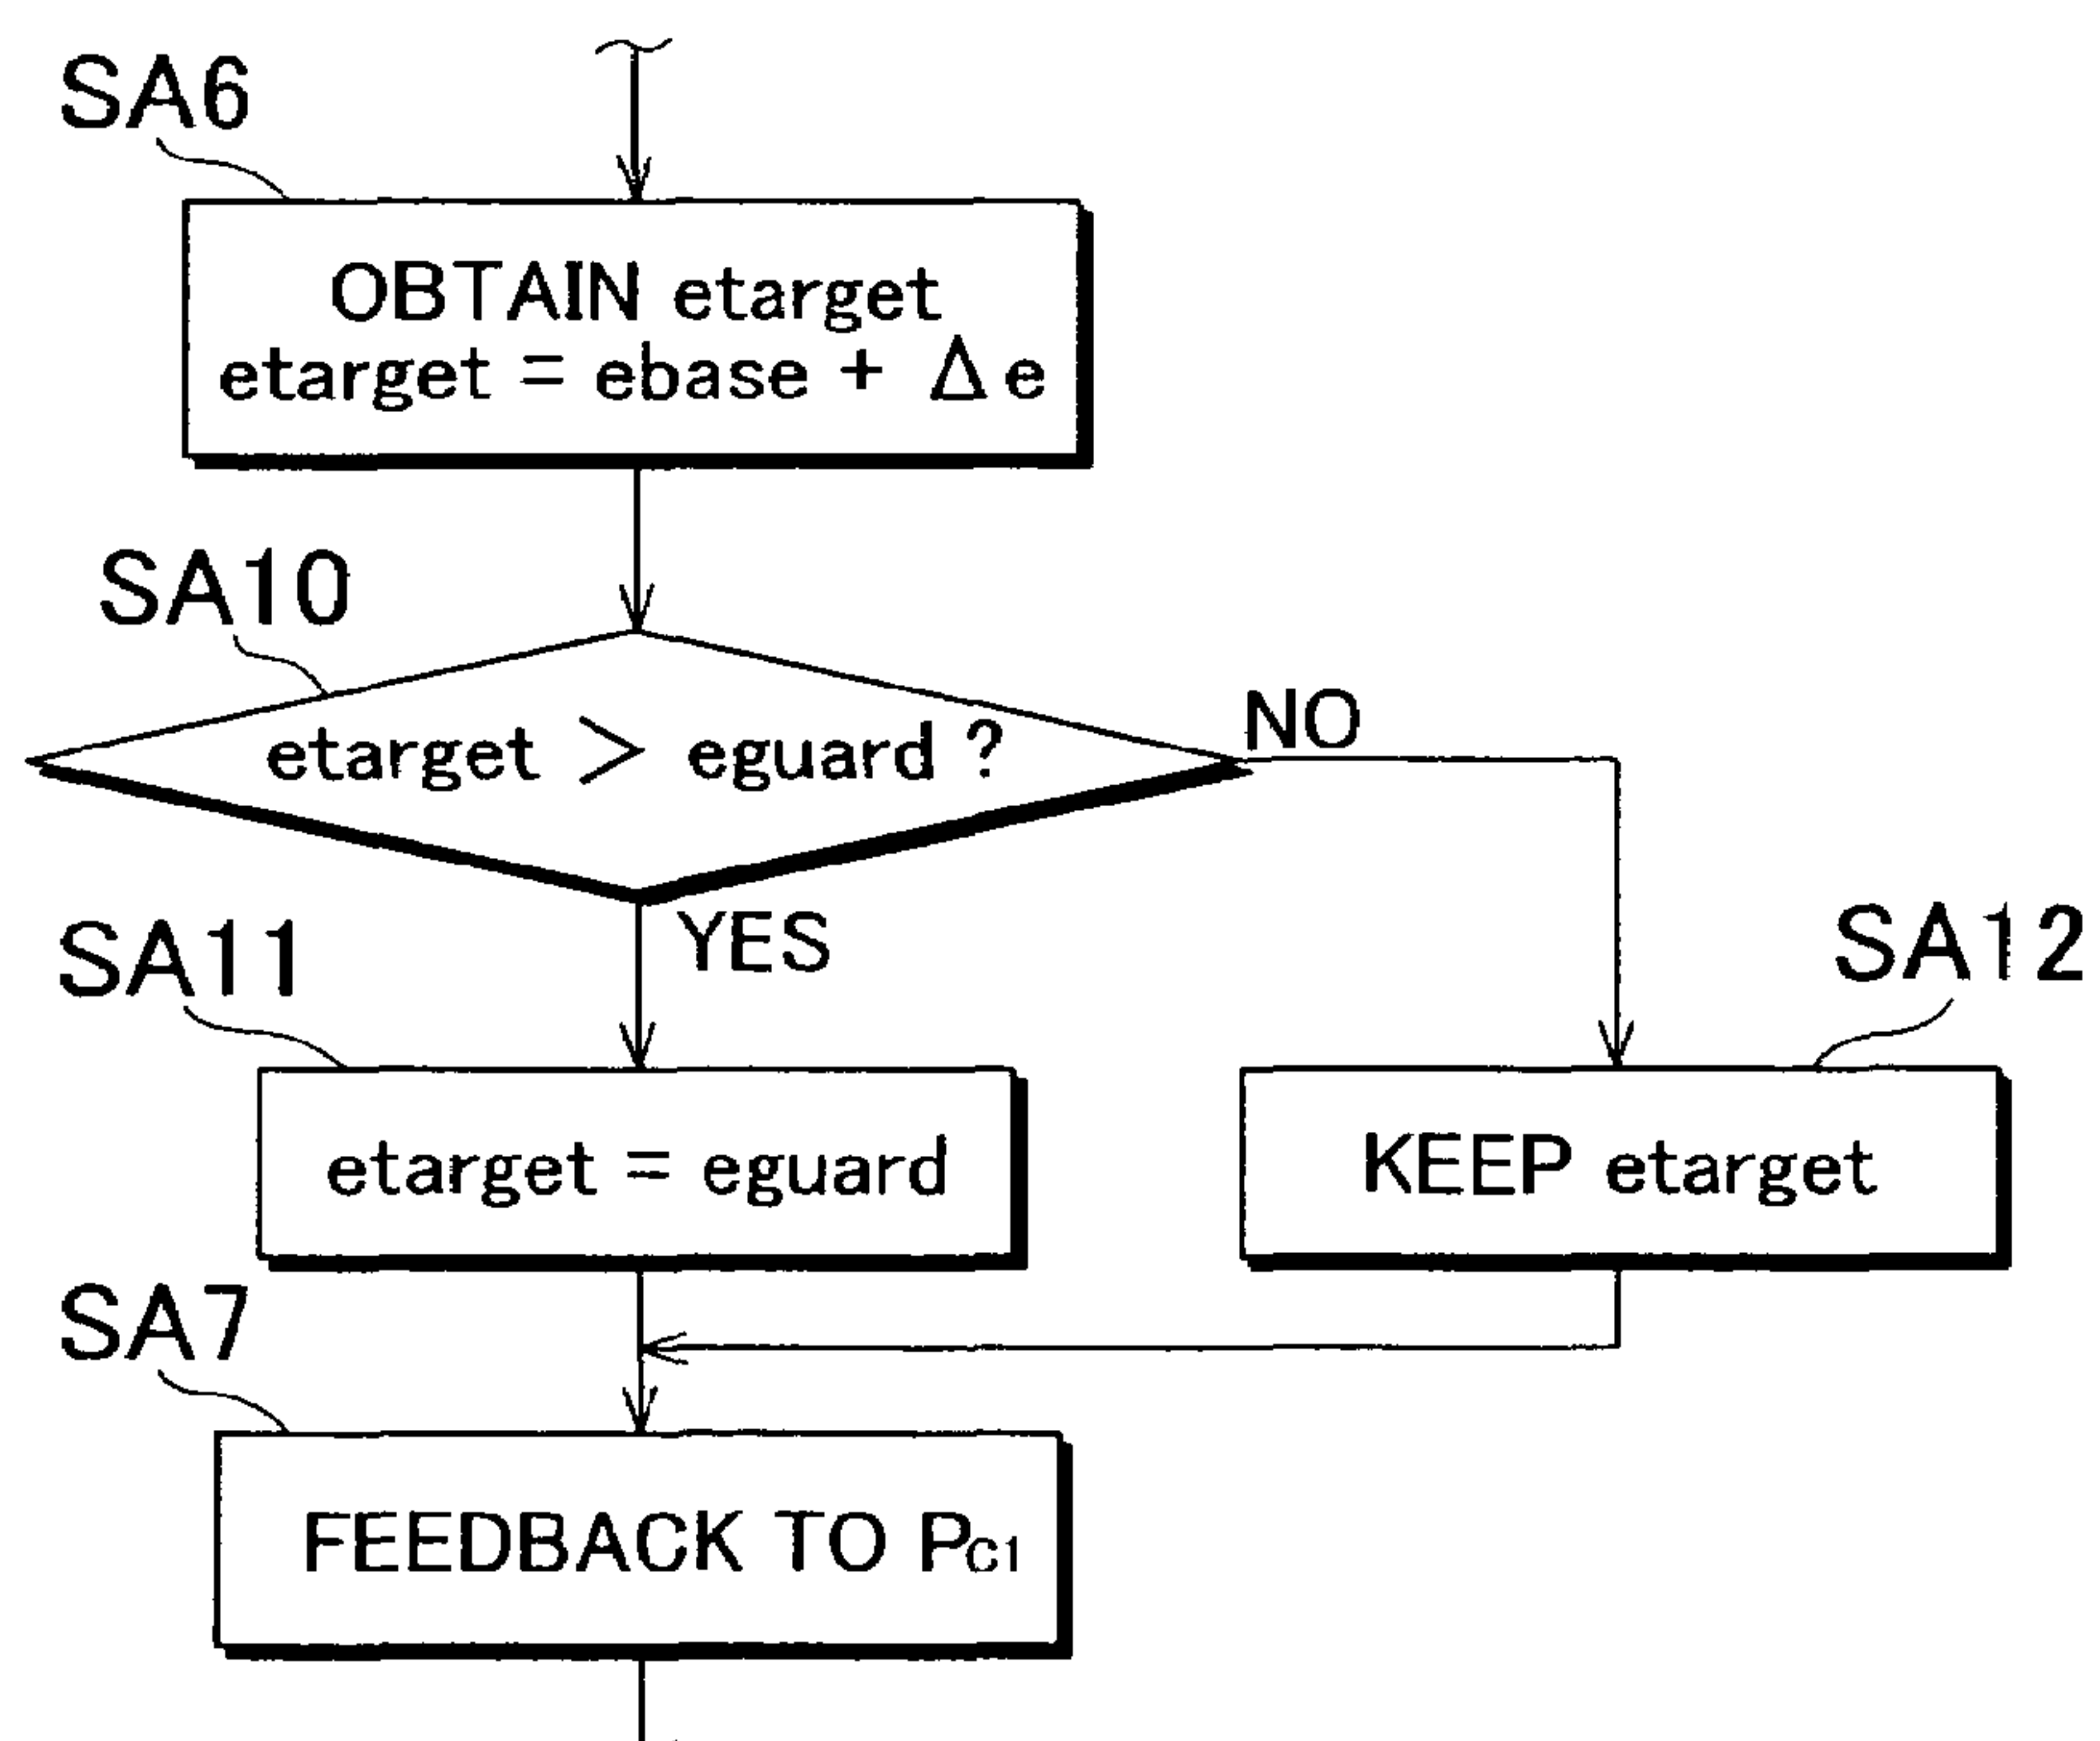 SA6
OBTAIN etarget
etarget = ebase + Δe
SA10
etarget > eguard ?
NO
YES
SA11
SA12
etarget = eguard
KEEP etarget
SA7
FEEDBACK TO PC1